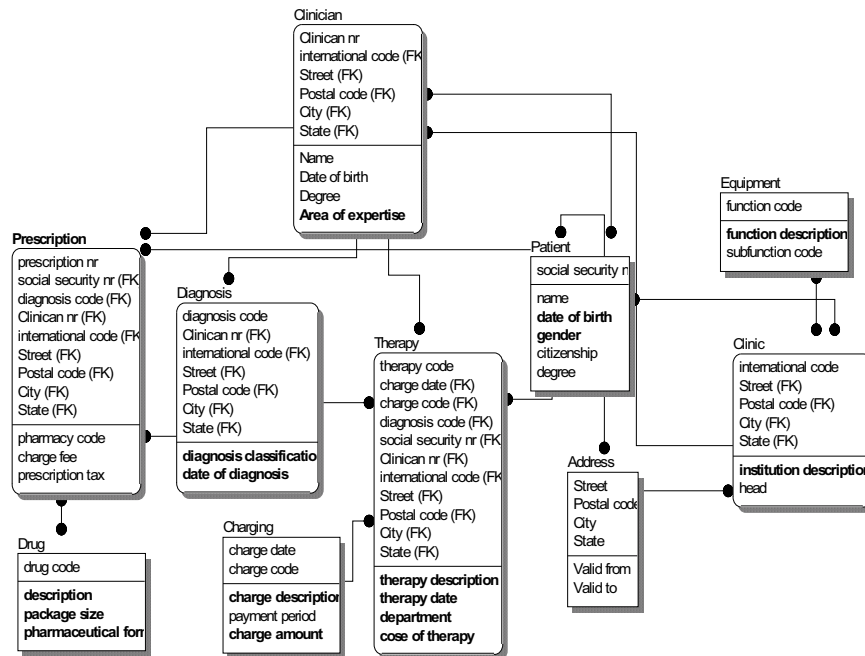 Clinician
Clinican nr
international code (FK
Street (FK)
Postal code (FK)
City (FK)
State (FK)
Name
Date of birth
Degree
Area of expertise
Equipment
function code
function description
subfunction code
Prescription
prescription nr
social security nr (FK
diagnosis code (FK)
Clinican nr (FK)
international code (FK
Street (FK)
Postal code (FK)
City (FK)
State (FK)
pharmacy code
charge fee
prescription tax
Diagnosis
diagnosis code
Clinican nr (FK)
international code (FK)
Street (FK)
Postal code (FK)
City (FK)
State (FK)
diagnosis classificatio
date of diagnosis
Patient
social security n
name
date of birth
gender
citizenship
degree
Therapy
therapy code
charge date (FK)
charge code (FK)
diagnosis code (FK)
social security nr (FK
Clinican nr (FK)
international code (FK
Street (FK)
Postal code (FK)
City (FK)
State (FK)
therapy description
therapy date
department
cose of therapy
Clinic
international code
Street (FK)
Postal code (FK)
City (FK)
State (FK)
institution description
head
Address
Street
Postal code
City
State
Valid from
Valid to
Charging
charge date
charge code
charge description
payment period
charge amount
Drug
drug code
description
package size
pharmaceutical form